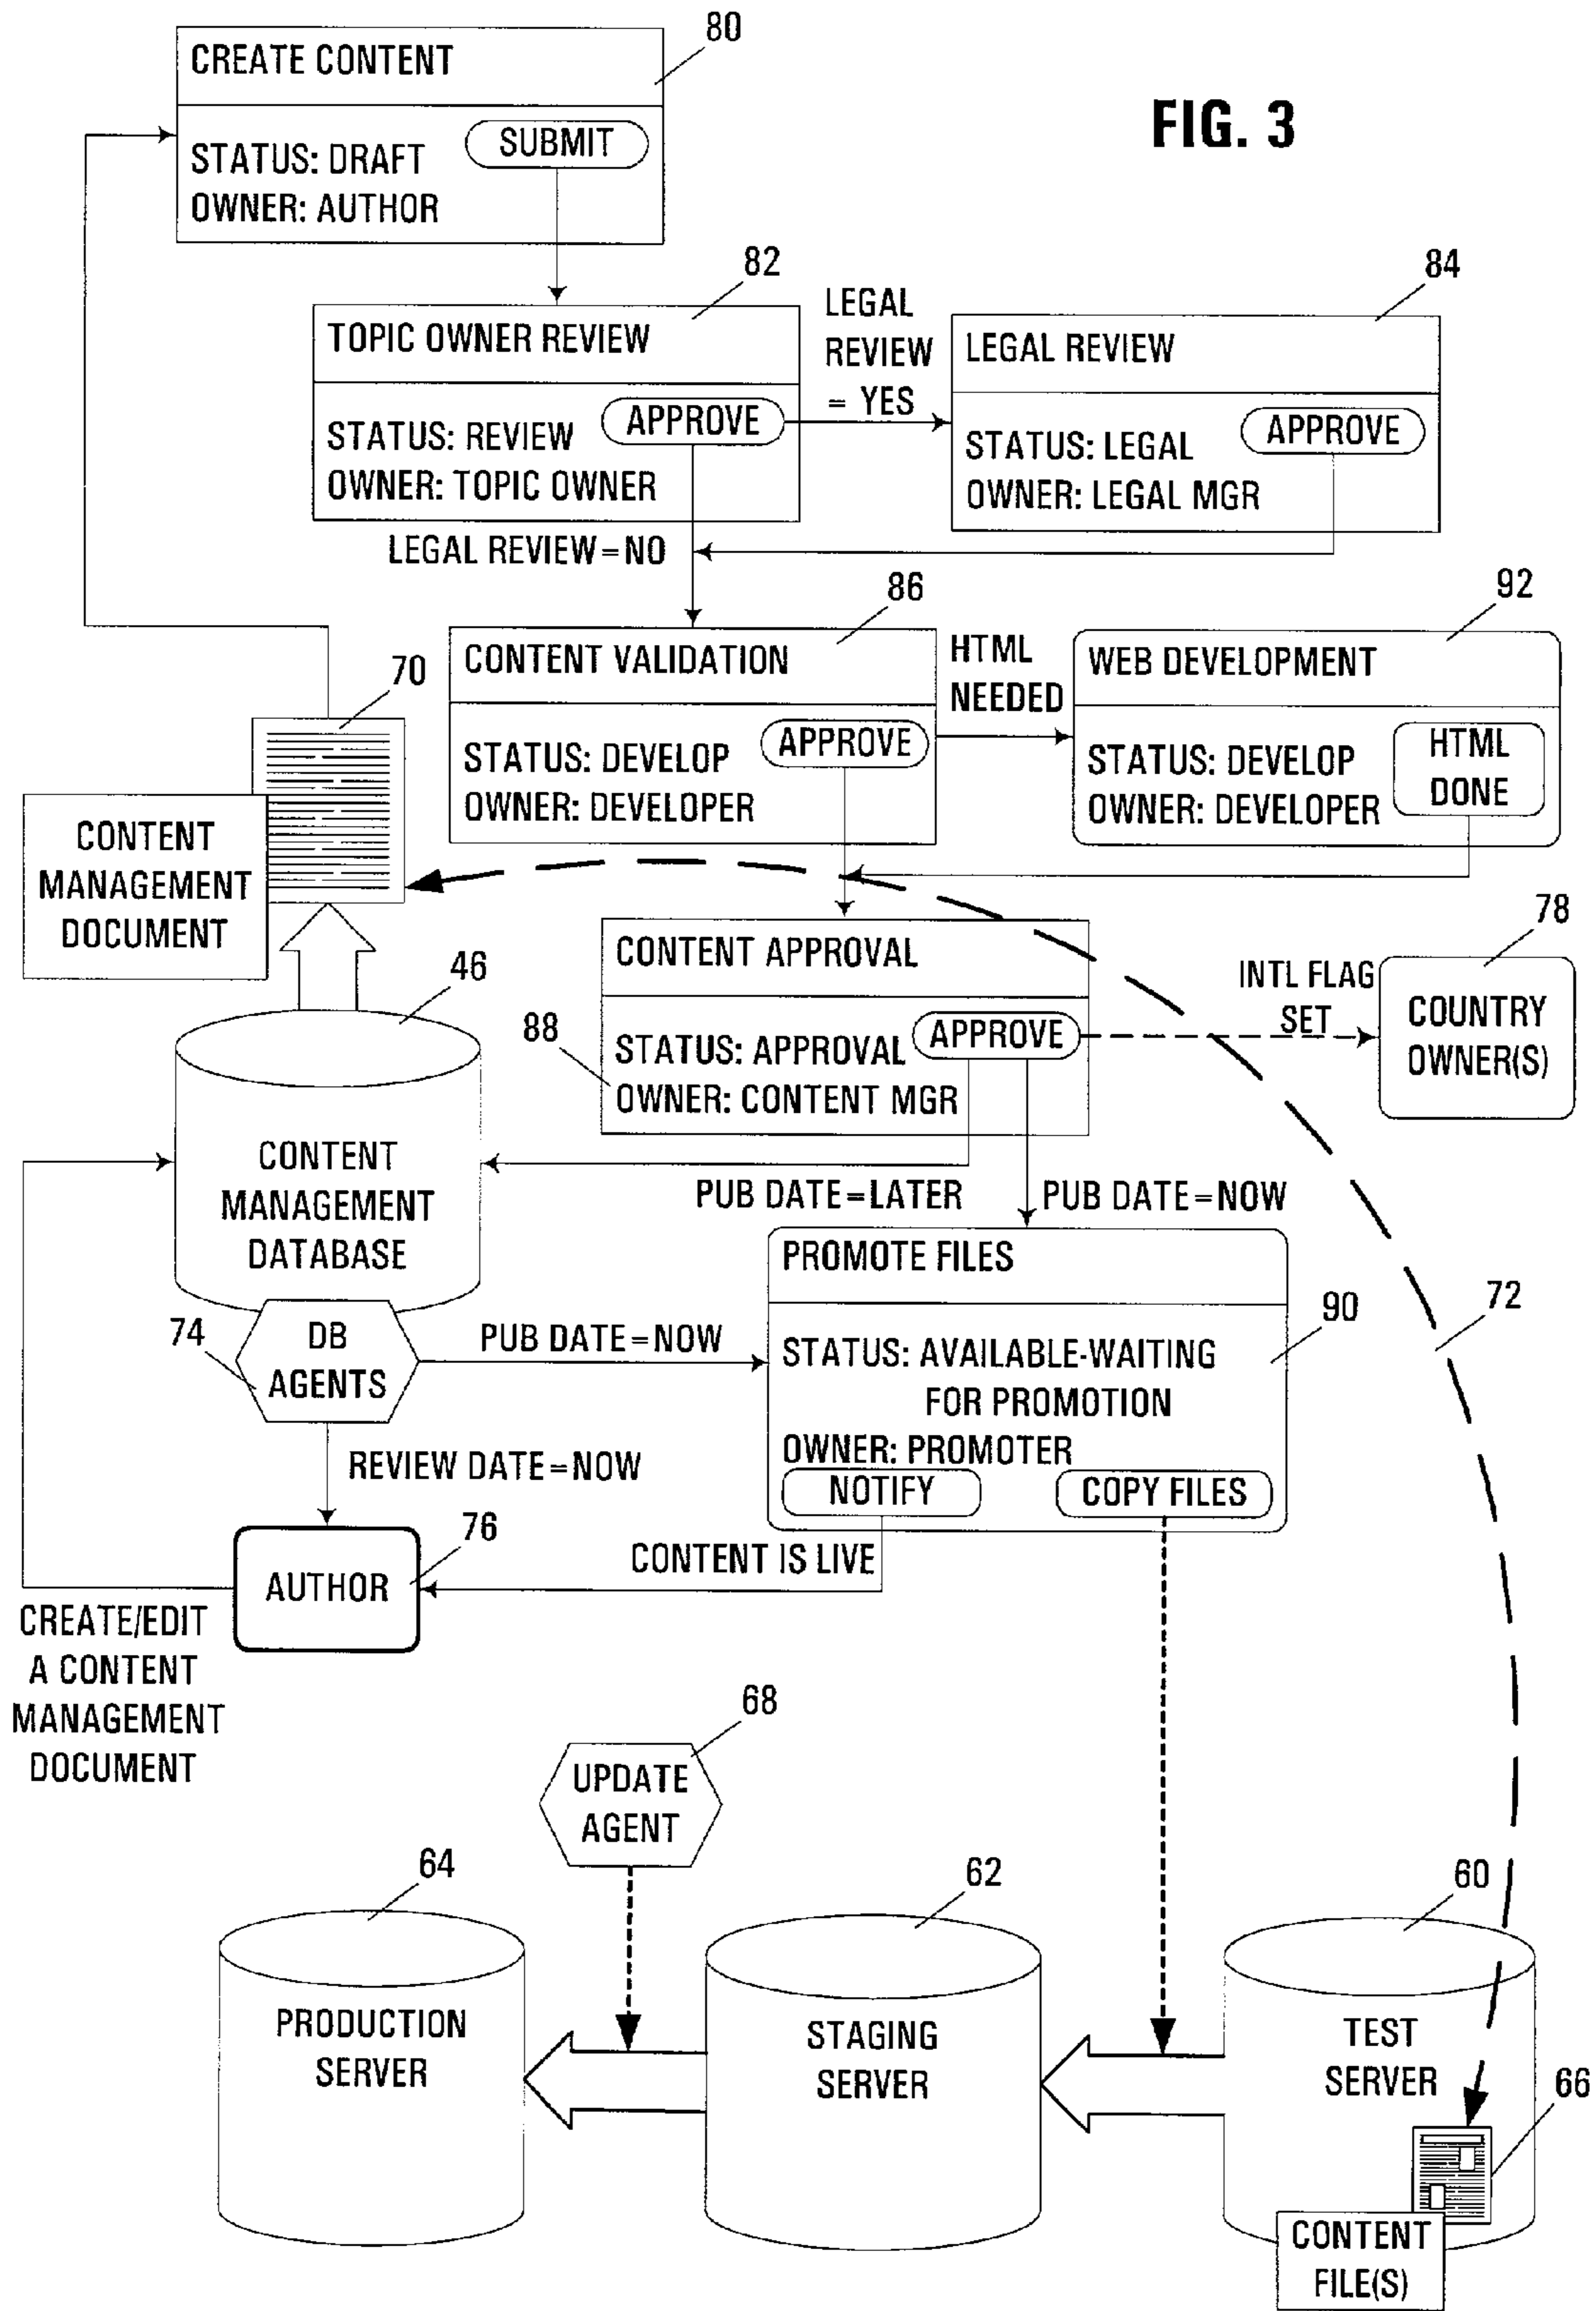 80
CREATE CONTENT
FIG. 3
SUBMIT
STATUS: DRAFT
OWNER: AUTHOR
82
84
LEGAL
REVIEW
= YES
TOPIC OWNER REVIEW
LEGAL REVIEW
APPROVE
STATUS: REVIEW
OWNER: TOPIC OWNER
APPROVE
STATUS: LEGAL
OWNER: LEGAL MGR
LEGAL REVIEW=NO
86
92
CONTENT VALIDATION
HTML
NEEDED
WEB DEVELOPMENT
70
APPROVE
STATUS: DEVELOP
OWNER: DEVELOPER
HTML
DONE
STATUS: DEVELOP
OWNER: DEVELOPER
CONTENT
MANAGEMENT
DOCUMENT
78
CONTENT APPROVAL
46
INTL FLAG
SET
COUNTRY
OWNER(S)
88
APPROVE
STATUS: APPROVAL
OWNER: CONTENT MGR
CONTENT
MANAGEMENT
DATABASE
PUB DATE=LATER
PUB DATE=NOW
PROMOTE FILES
72
90
74
DB
AGENTS
PUB DATE=NOW
STATUS: AVAILABLE-WAITING
FOR PROMOTION
OWNER: PROMOTER
REVIEW DATE=NOW
NOTIFY
COPY FILES
76
CONTENT IS LIVE
AUTHOR
CREATE/EDIT
A CONTENT
MANAGEMENT
DOCUMENT
68
UPDATE
AGENT
64
62
60
PRODUCTION
SERVER
STAGING
SERVER
TEST
SERVER
66
CONTENT
FILE(S)